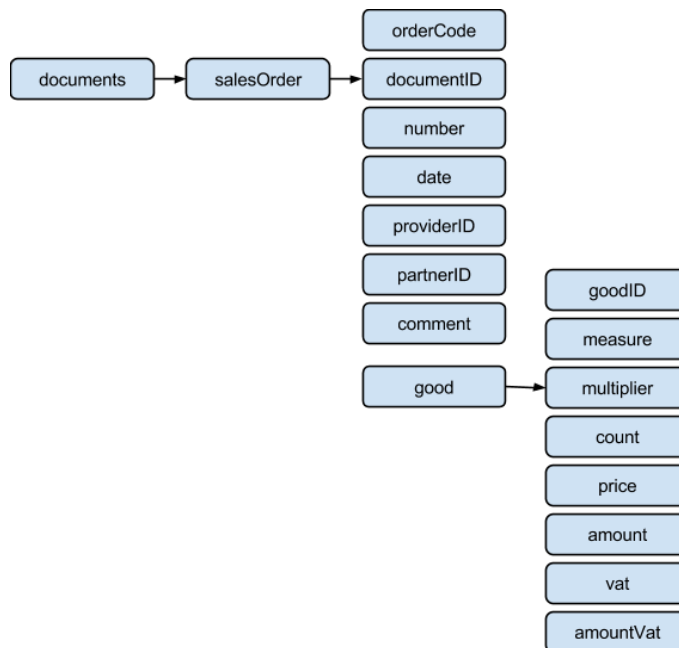 orderCode
documents
salesOrder
documentID
number
date
providerID
partnerID
goodID
comment
measure
good
multiplier
count
price
amount
vat
amountVat